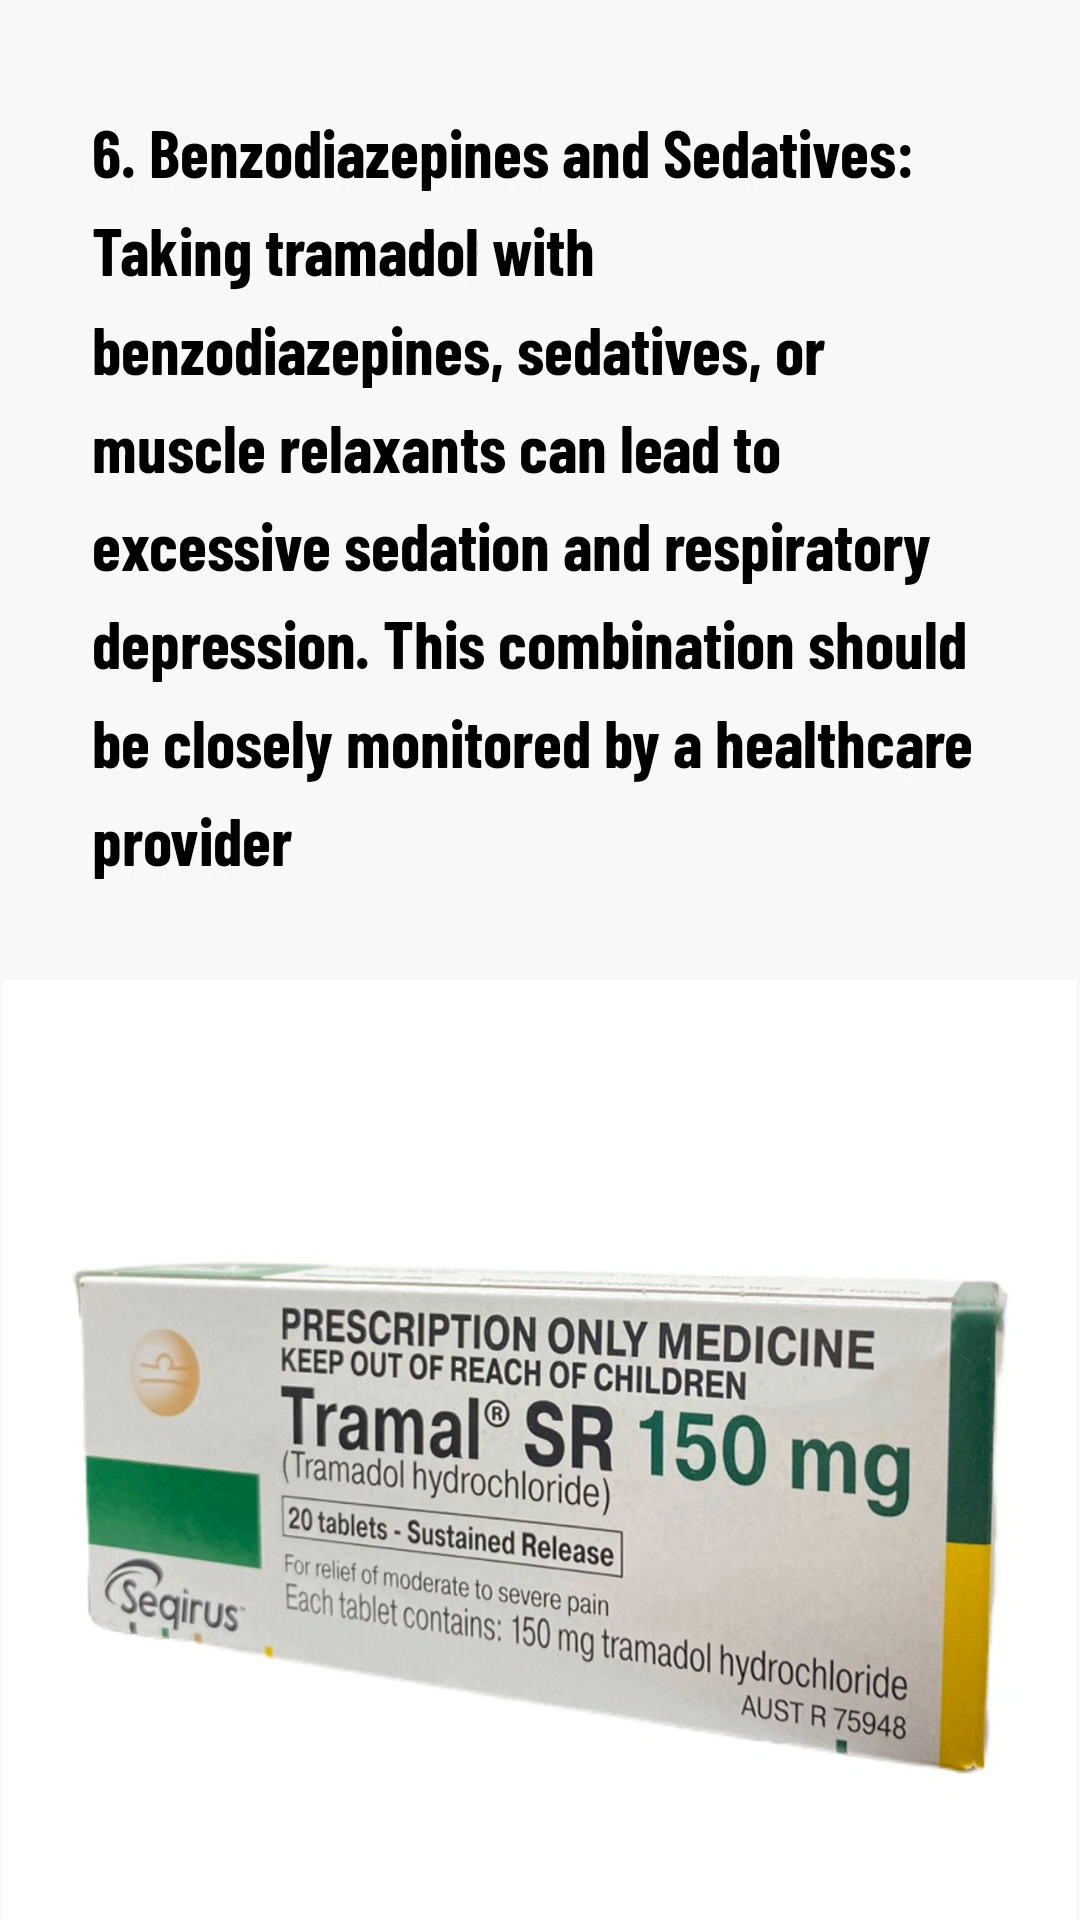 6. Benzodiazepines and Sedatives:
Taking tramadol with
benzodiazepines, sedatives, or
muscle relaxants can lead to
excessive sedation and respiratory
depression. This combination should
be closely monitored by a healthcare
provider
PRESCRIPTION ONLY MEDICINE
KEEP OUT OF REACH OF CHILDREN
Tramal® SR 150 mg
(Tramadol hydrochloride)
20 tablets - Sustained Release
For relief of moderate to severe pain
Each tablet contains: 150 mg tramadol hydrochloride
AUST R 75948
Seqirus™